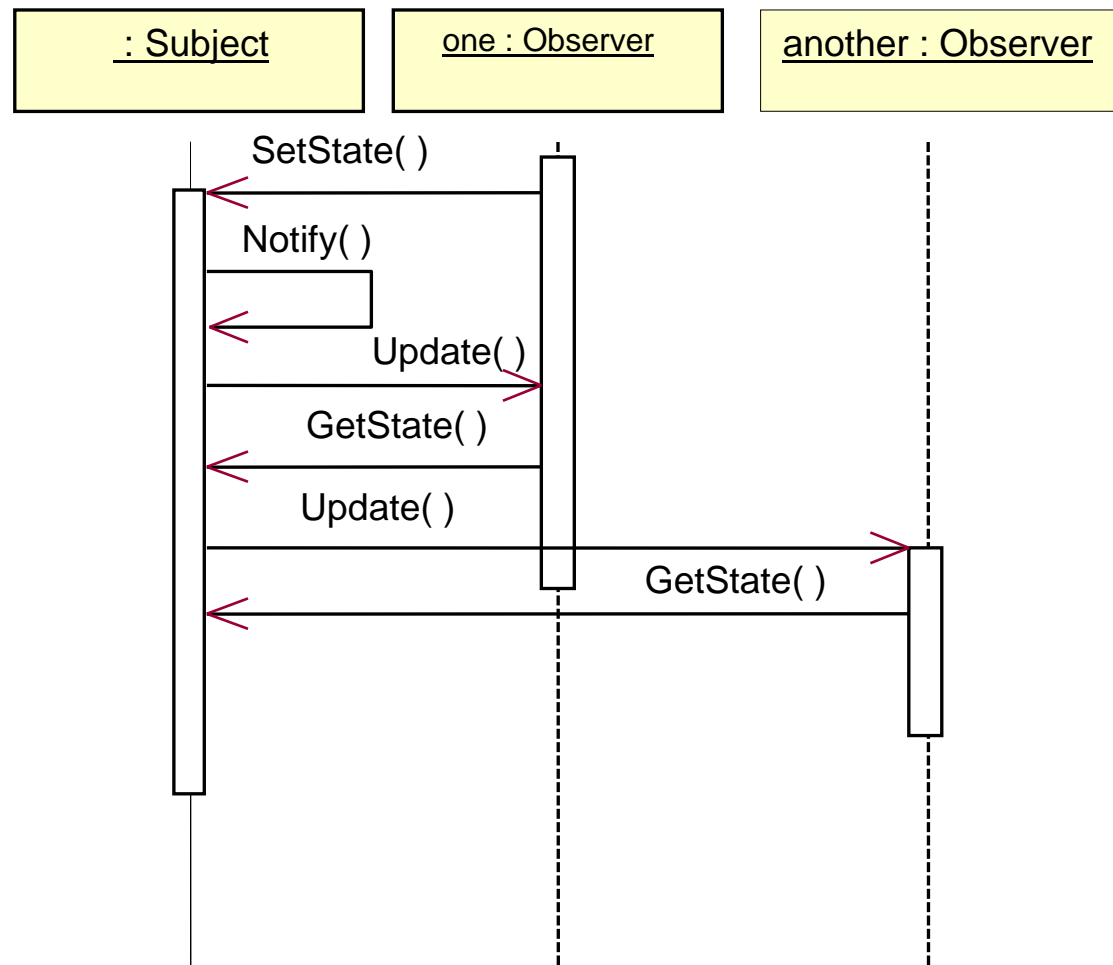 : Subject
one : Observer
another : Observer
SetState( )
Notify( )
Update( )
GetState( )
Update( )
GetState( )